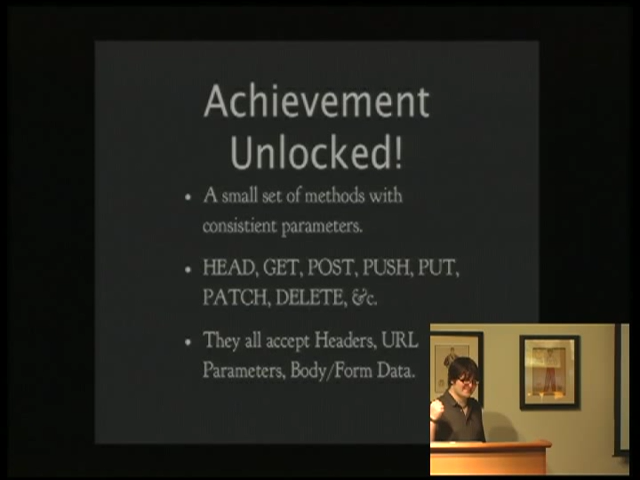 Achievement
Unlocked!
• A small set of methods with
consistient parameters.
• HEAD, GET, POST, PUSH, PUT,
PATCH, DELETE, &c.
• They all accept Headers, URL
Parameters, Body/Form Data.